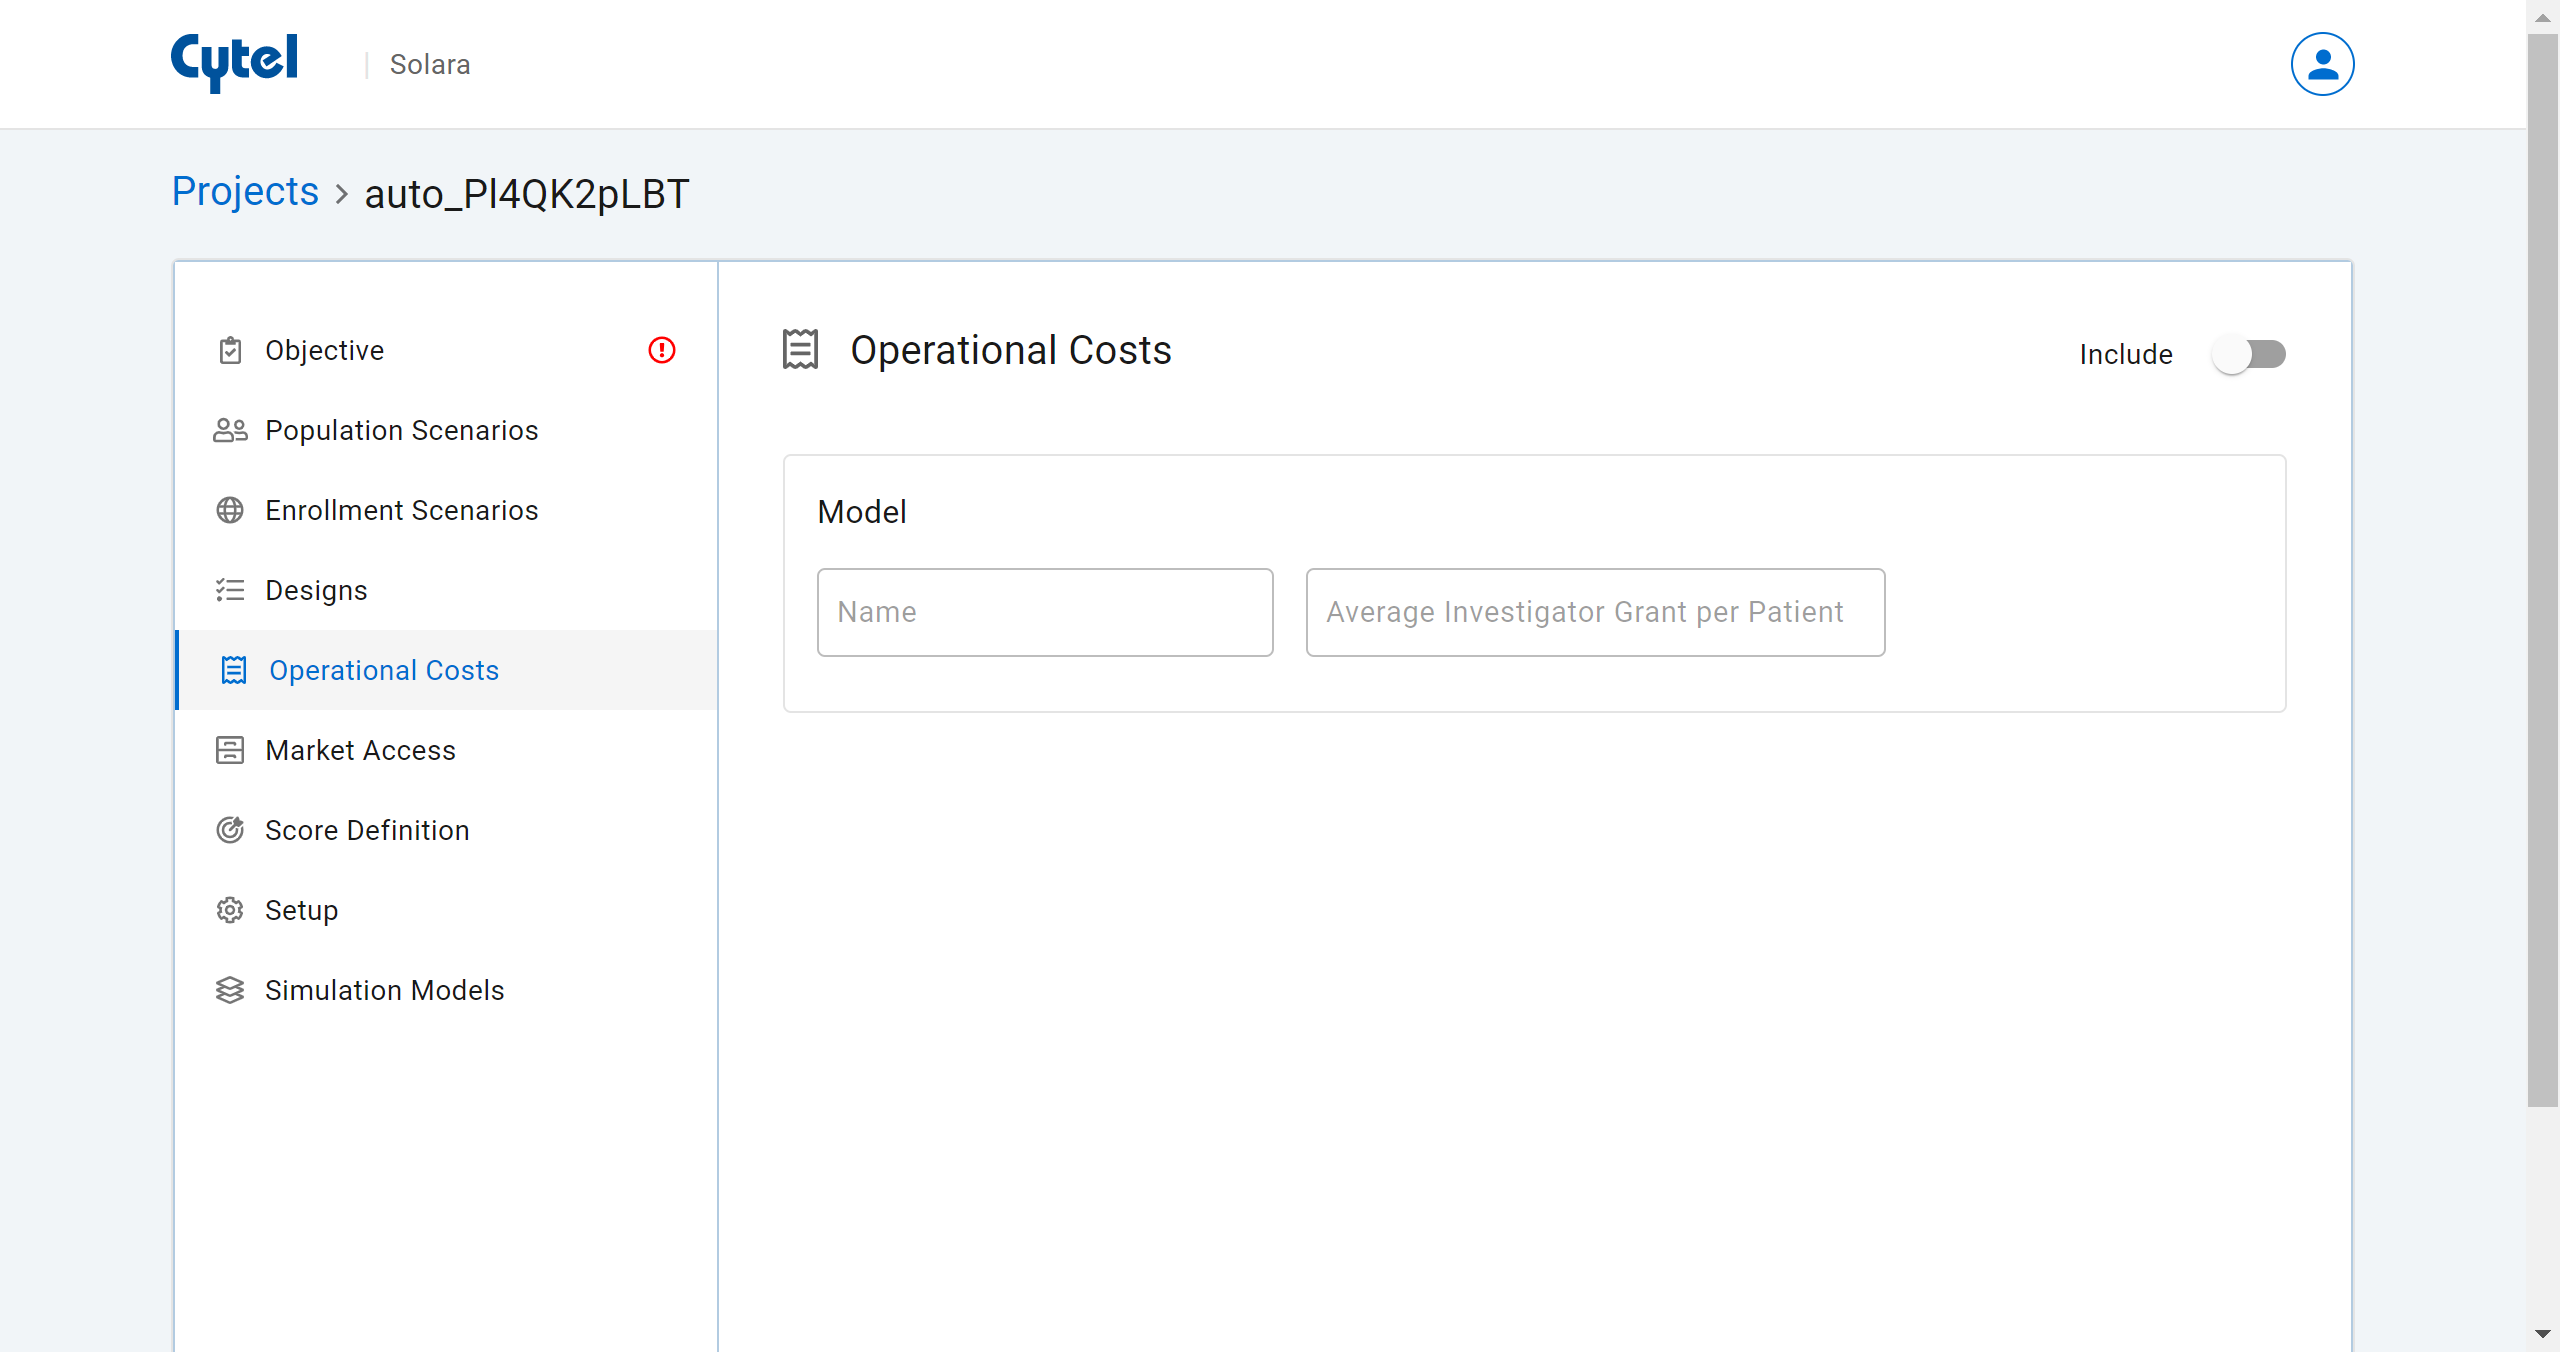 Cytel | Solara
Projects > auto_Pl4QK2pLBT
Objective
Population Scenarios
Enrollment Scenarios
Designs
Operational Costs
Market Access
Score Definition
Setup
Simulation Models
Operational Costs
Include
Model
Name
Average Investigator Grant per Patient